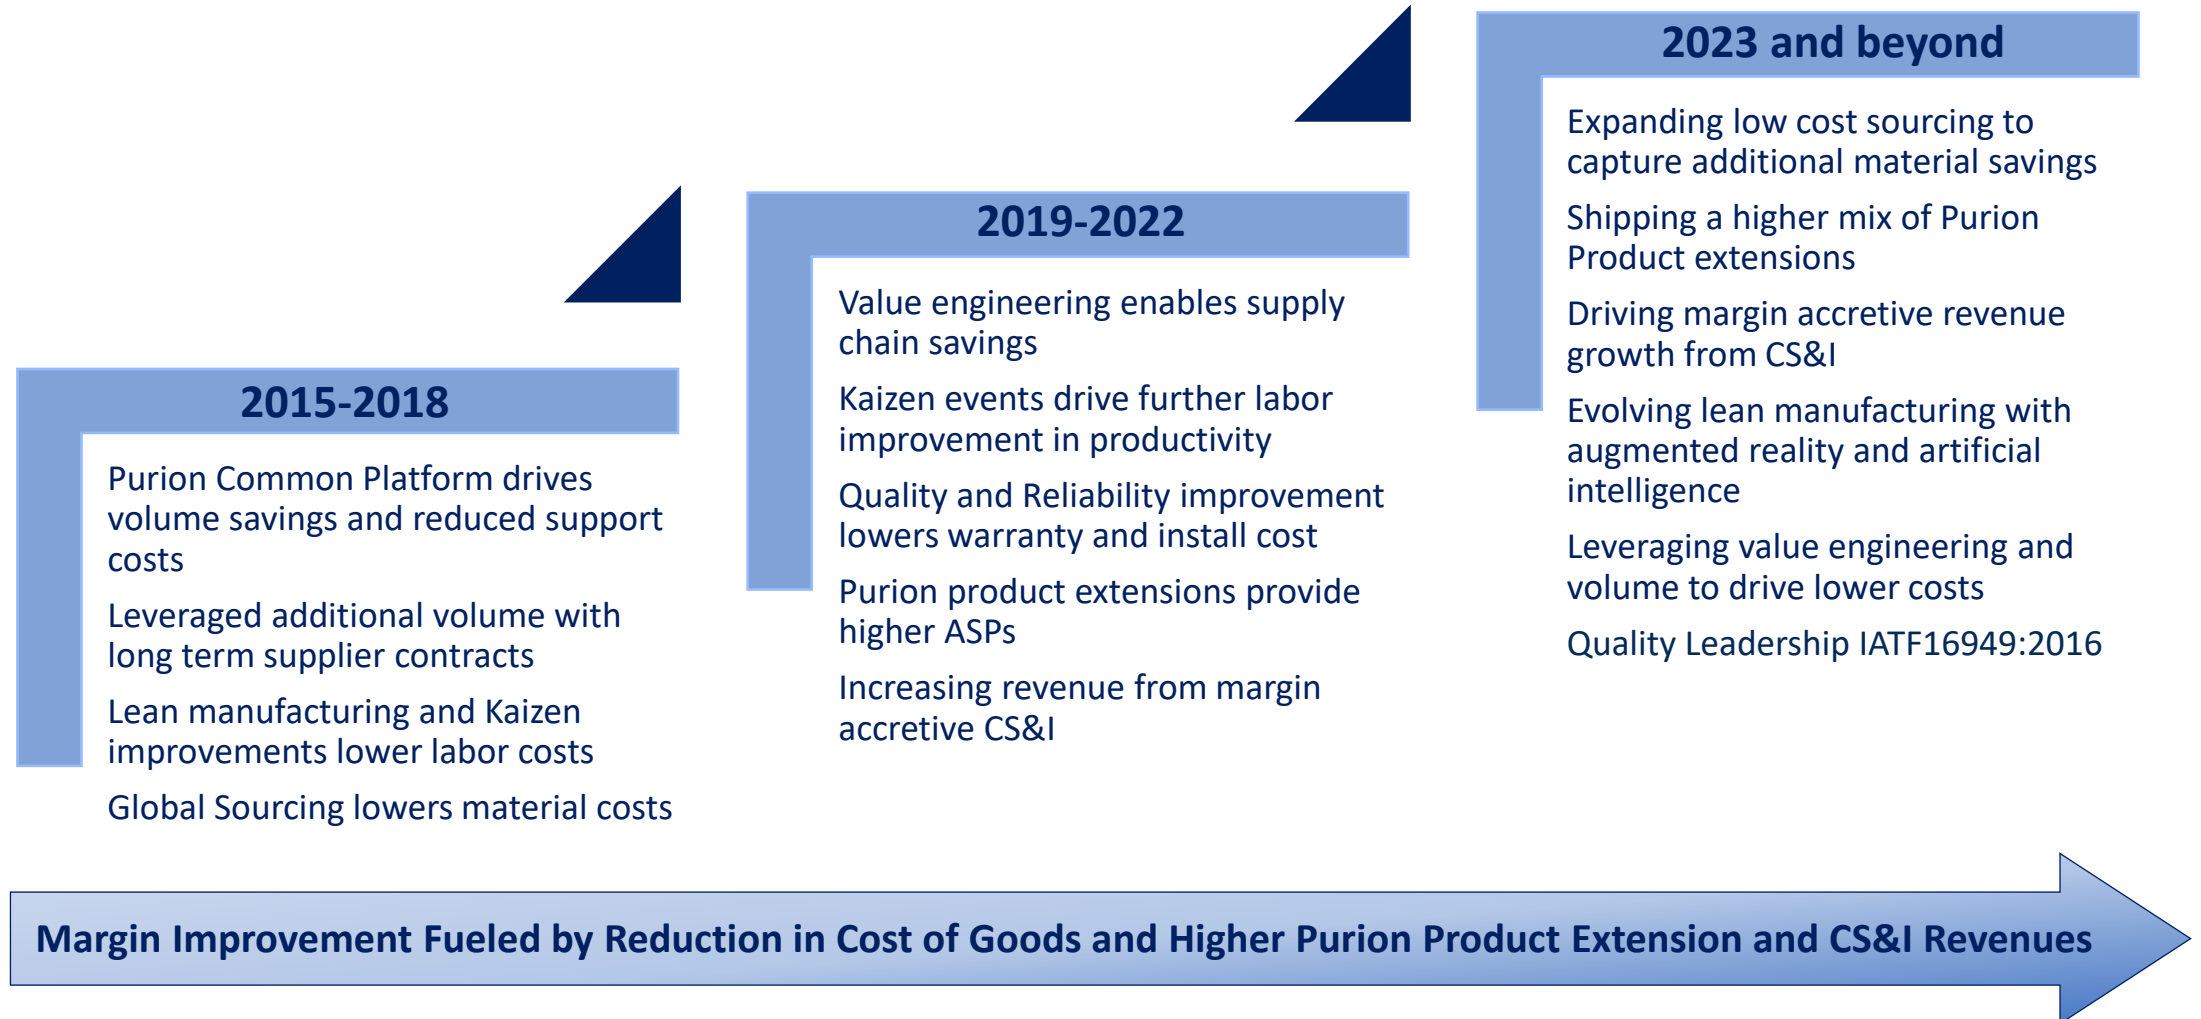 2015-2018
Purion Common Platform drives
volume savings and reduced support
costs
Leveraged additional volume with
long term supplier contracts
Lean manufacturing and Kaizen
improvements lower labor costs
Global Sourcing lowers material costs
2019-2022
Value engineering enables supply
chain savings
Kaizen events drive further labor
improvement in productivity
Quality and Reliability improvement
lowers warranty and install cost
Purion product extensions provide
higher ASPs
Increasing revenue from margin
accretive CS&I
2023 and beyond
Expanding low cost sourcing to
capture additional material savings
Shipping a higher mix of Purion
Product extensions
Driving margin accretive revenue
growth from CS&I
Evolving lean manufacturing with
augmented reality and artificial
intelligence
Leveraging value engineering and
volume to drive lower costs
Quality Leadership IATF16949:2016
Margin Improvement Fueled by Reduction in Cost of Goods and Higher Purion Product Extension and CS&I Revenues